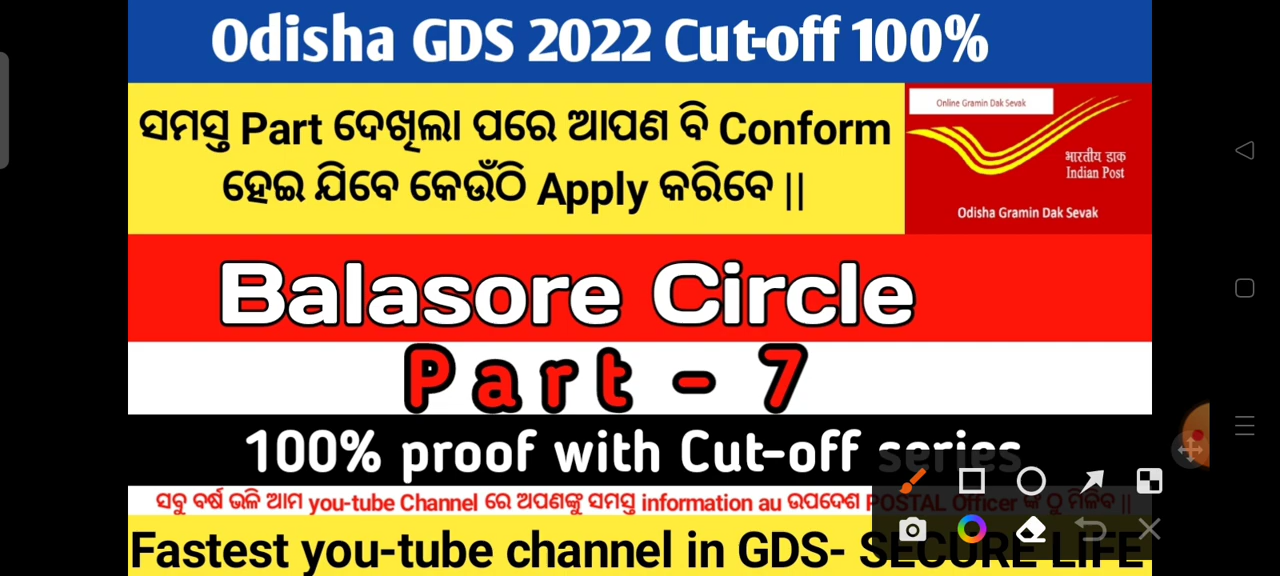 Odisha GDS 2022 Cut-off 100%
ସମସ୍ତ Part ଦେଖିଲା ପରେ ଆପଣ ବି Conform
ହେଇ ଯିବେ କେଉଁଠି Apply କରିବେ ||
Online Gramin Dak Sevak
भारतीय डाक
Indian Post
Odisha Gramin Dak Sevak
Balasore Circle
Part - 7
100% proof with Cut-off series
ସବୁ ବର୍ଷ ଭଳି ଆମ you-tube Channel ରେ ଅପଣଙ୍କୁ ସମସ୍ତ information au ଉପଦେଶ POSTAL Officer ଙ୍କ ଠୁ ମିଳିବ ||
Fastest you-tube channel in GDS- SECURE LIFE